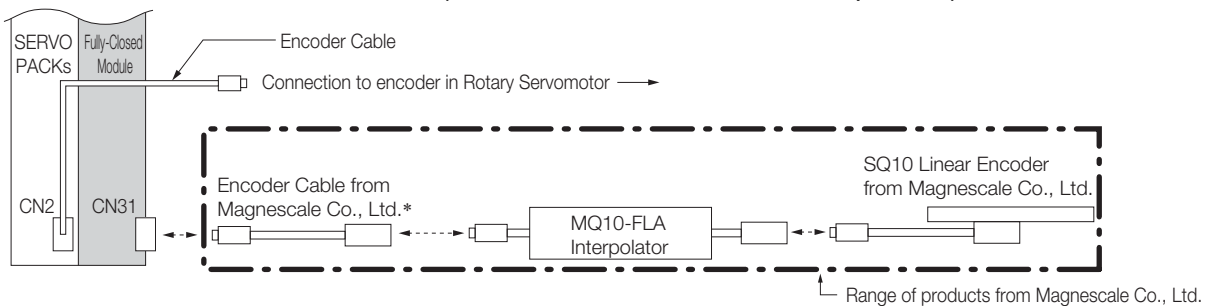 SERVO
PACKs
Fully-Closed
Module
Encoder Cable
Connection to encoder in Rotary Servomotor
CN2
CN31
Encoder Cable from
Magnescale Co., Ltd.*
MQ10-FLA
Interpolator
SQ10 Linear Encoder
from Magnescale Co., Ltd.
Range of products from Magnescale Co., Ltd.